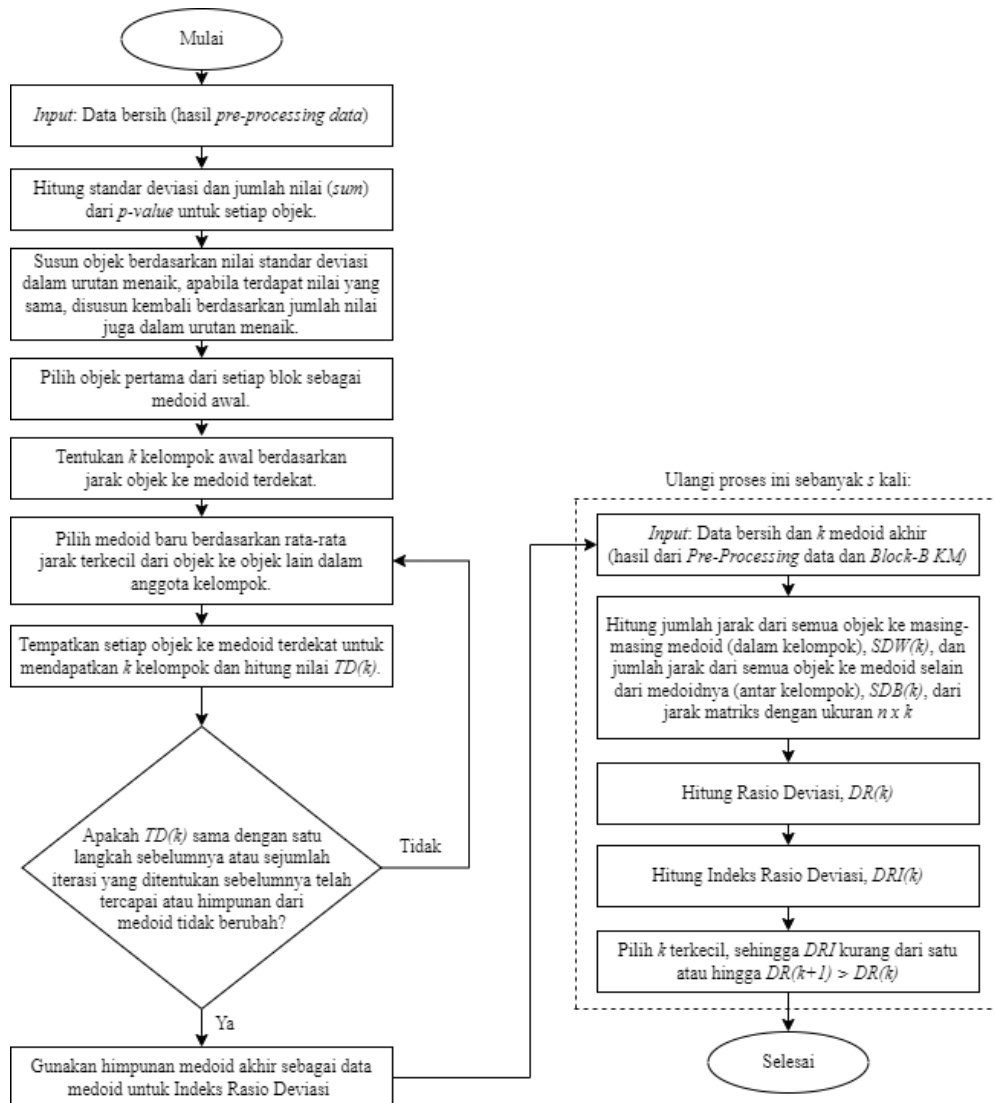 Mulai
Input: Data bersih (hasil pre-processing data)
Hitung standar deviasi dan jumlah nilai (sum)
dari p-value untuk setiap objek.
Susun objek berdasarkan nilai standar deviasi
dalam urutan menaik, apabila terdapat nilai yang
sama, disusun kembali berdasarkan jumlah nilai
juga dalam urutan menaik.
Pilih objek pertama dari setiap blok sebagai
medoid awal.
Tentukan k kelompok awal berdasarkan
jarak objek ke medoid terdekat.
Pilih medoid baru berdasarkan rata-rata
jarak terkecil dari objek ke objek lain dalam
anggota kelompok.
Tempatkan setiap objek ke medoid terdekat untuk
mendapatkan k kelompok dan hitung nilai TD(k).
Apakah TD(k) sama dengan satu
langkah sebelumnya atau sejumlah
iterasi yang ditentukan sebelumnya telah
tercapai atau himpunan dari
medoid tidak berubah?
Tidak
Ya
Gunakan himpunan medoid akhir sebagai data
medoid untuk Indeks Rasio Deviasi
Ulangi proses ini sebanyak s kali:
Input: Data bersih dan k medoid akhir
(hasil dari Pre-Processing data dan Block-B KM)
Hitung jumlah jarak dari semua objek ke masing-
masing medoid (dalam kelompok), SDW(k), dan
jumlah jarak dari semua objek ke medoid selain
dari medoidnya (antar kelompok), SDB(k), dari
jarak matriks dengan ukuran n x k
Hitung Rasio Deviasi, DR(k)
Hitung Indeks Rasio Deviasi, DRI(k)
Pilih k terkecil, sehingga DRI kurang dari satu
atau hingga DR(k+1) > DR(k)
Selesai